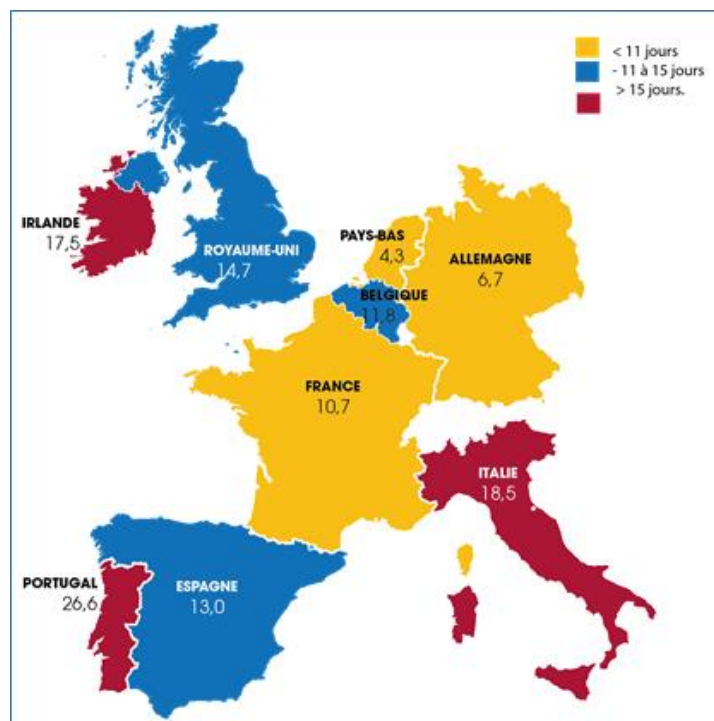 < 11 jours
- 11 à 15 jours
> 15 jours.
IRLANDE
17,5
ROYAUME-UNI
14,7
PAYS-BAS
4,3
ALLEMAGNE
6,7
BELGIQUE
11,8
FRANCE
10,7
ITALIE
18,5
PORTUGAL
26,6
ESPAGNE
13,0